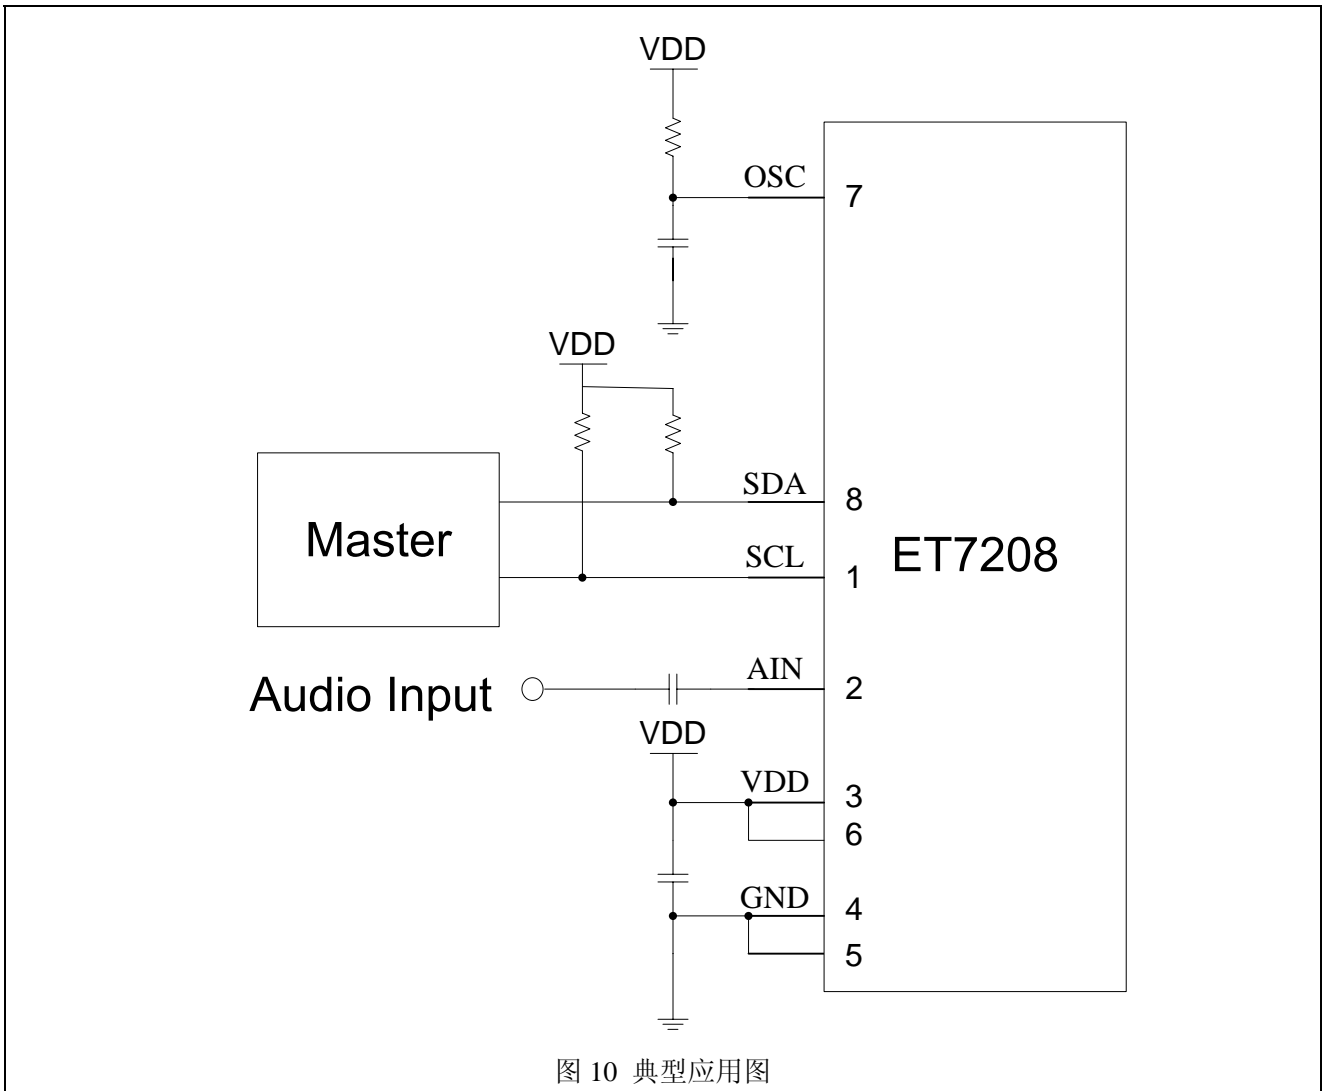 VDD
OSC 7
VDD
SDA 8
Master
SCL 1
ET7208
AIN 2
Audio Input
VDD
VDD 3
6
GND 4
5
图 10 典型应用图